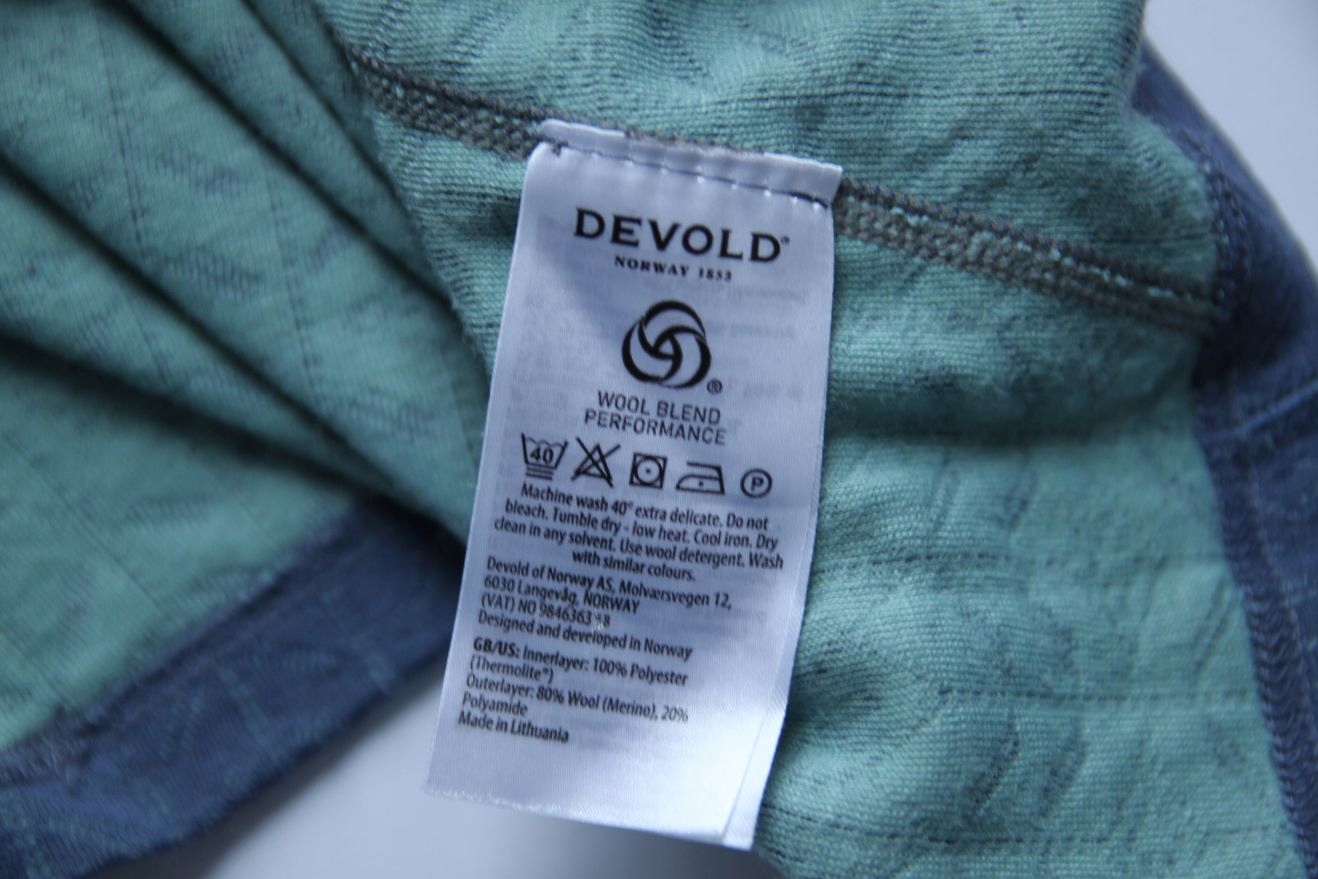 DEVOLD®
NORWAY 1853
®
WOOL BLEND
PERFORMANCE
40 P
Machine wash 40° extra delicate. Do not
bleach. Tumble dry - low heat. Cool iron. Dry
clean in any solvent. Use wool detergent. Wash
with similar colours.
Devold of Norway AS, Molværsvegen 12,
6030 Langevåg, NORWAY
(VAT) NO
Designed and developed in Norway
GB/US: Innerlayer: 100% Polyester
(Thermolite®)
Outerlayer: 80% Wool (Merino), 20%
Polyamide
Made in Lithuania